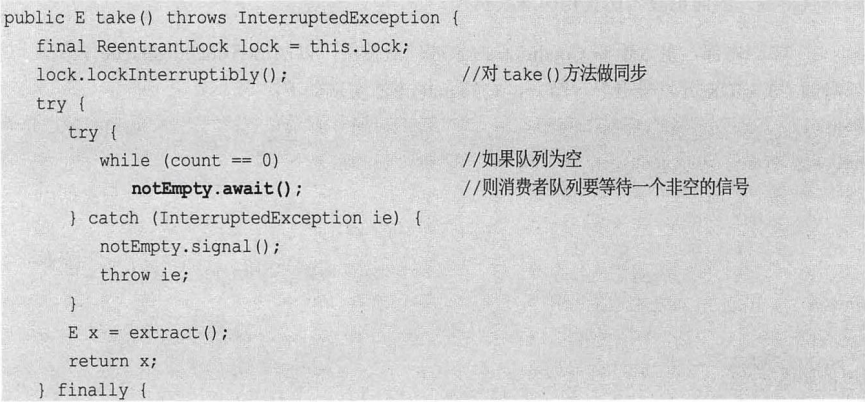 public E take() throws InterruptedException {
final ReentrantLock lock = this.lock;
lock.lockInterruptibly(); //对 take()方法做同步
try {
try {
while (count == 0) //如果队列为空
notEmpty.await(); //则消费者队列要等待一个非空的信号
} catch (InterruptedException ie) {
notEmpty.signal();
throw ie;
}
E x = extract();
return x;
} finally {